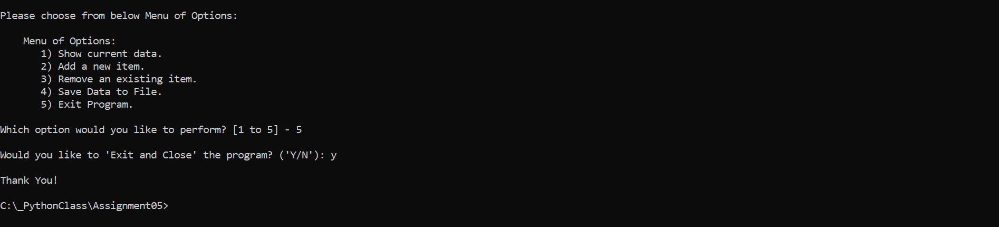 Please choose from below Menu of Options:
Menu of Options:
1) Show current data.
2) Add a new item.
3) Remove an existing item.
4) Save Data to File.
5) Exit Program.
Which option would you like to perform? [1 to 5] - 5
Would you like to 'Exit and Close' the program? ('Y/N'): y
Thank You!
C:\_PythonClass\Assignment05>